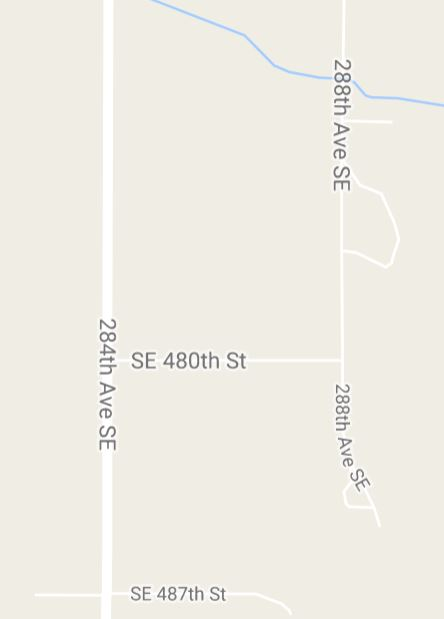 288th Ave SE
284th Ave SE
SE 480th St
288th Ave SE
SE 487th St